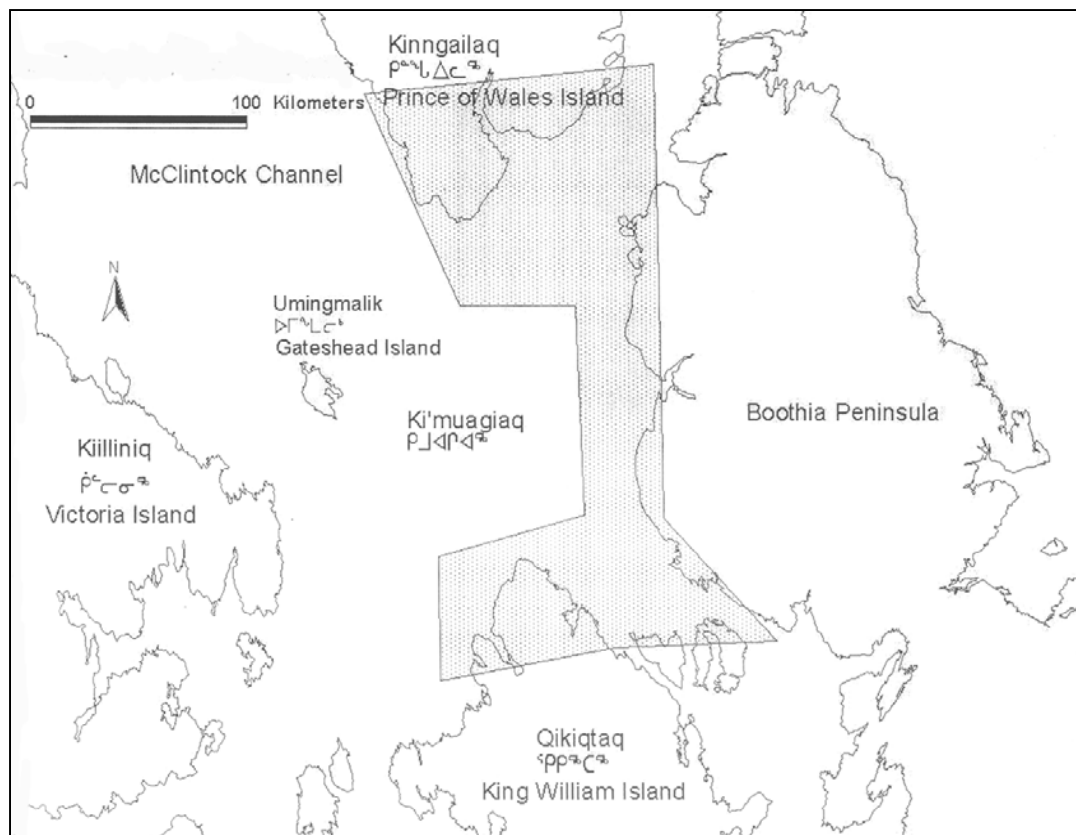 Kinngailaq
ᑭᙵᐃᓚᖅ
Prince of Wales Island
0 100 Kilometers
McClintock Channel
N
Umingmalik
ᐅᒥᖕᒪᓕᒃ
Gateshead Island
Ki'muagiaq
ᑭᒧᐊᒋᐊᖅ
Boothia Peninsula
Kiilliniq
ᑮᓪᓕᓂᖅ
Victoria Island
Qikiqtaq
ᕿᑭᖅᑕᖅ
King William Island